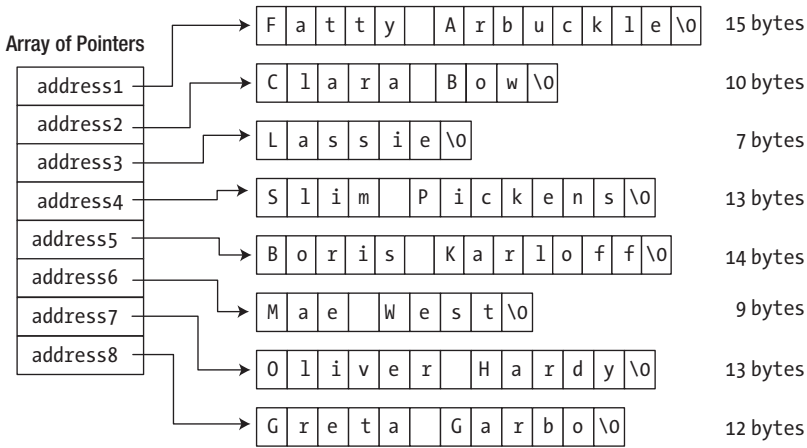 Array of Pointers
address1
address2
address3
address4
address5
address6
address7
address8
F a t t y   A r b u c k l e \0 15 bytes
C l a r a   B o w \0 10 bytes
L a s s i e \0 7 bytes
S l i m   P i c k e n s \0 13 bytes
B o r i s   K a r l o f f \0 14 bytes
M a e   W e s t \0 9 bytes
O l i v e r   H a r d y \0 13 bytes
G r e t a   G a r b o \0 12 bytes